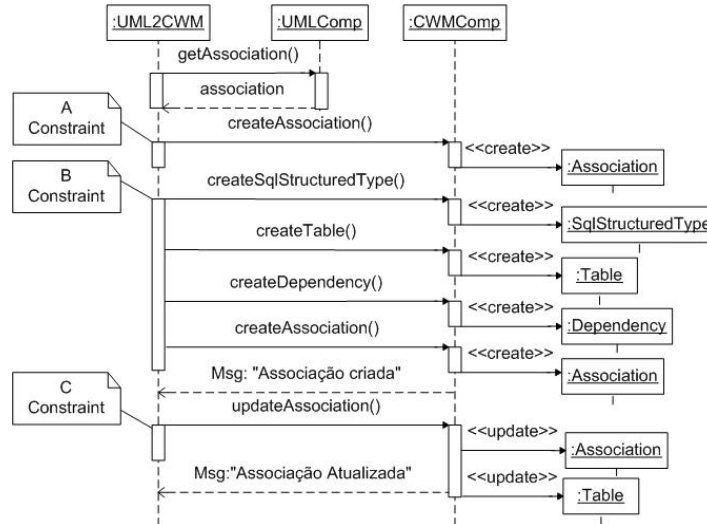 :UML2CWM
:UMLComp
:CWMComp
getAssociation()
association
A
Constraint
createAssociation()
<<create>>
:Association
B
Constraint
createSqlStructuredType()
<<create>>
:SqlStructuredType
createTable()
<<create>>
:Table
createDependency()
<<create>>
:Dependency
createAssociation()
<<create>>
:Association
Msg: "Associação criada"
C
Constraint
updateAssociation()
<<update>>
:Association
Msg:"Associação Atualizada"
<<update>>
:Table